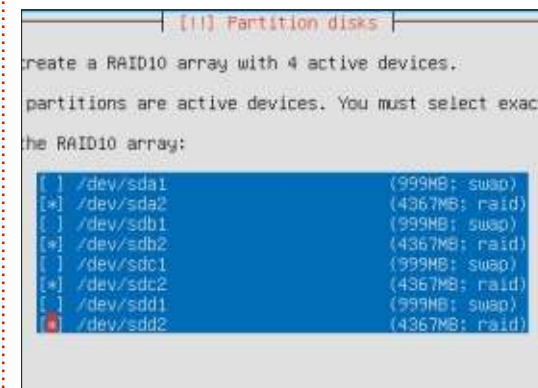 [!!] Partition disks
create a RAID10 array with 4 active devices.
partitions are active devices. You must select exac
the RAID10 array:
[ ] /dev/sda1 (999MB; swap)
[*] /dev/sda2 (4367MB; raid)
[ ] /dev/sdb1 (999MB; swap)
[*] /dev/sdb2 (4367MB; raid)
[ ] /dev/sdc1 (999MB; swap)
[*] /dev/sdc2 (4367MB; raid)
[ ] /dev/sdd1 (999MB; swap)
[*] /dev/sdd2 (4367MB; raid)